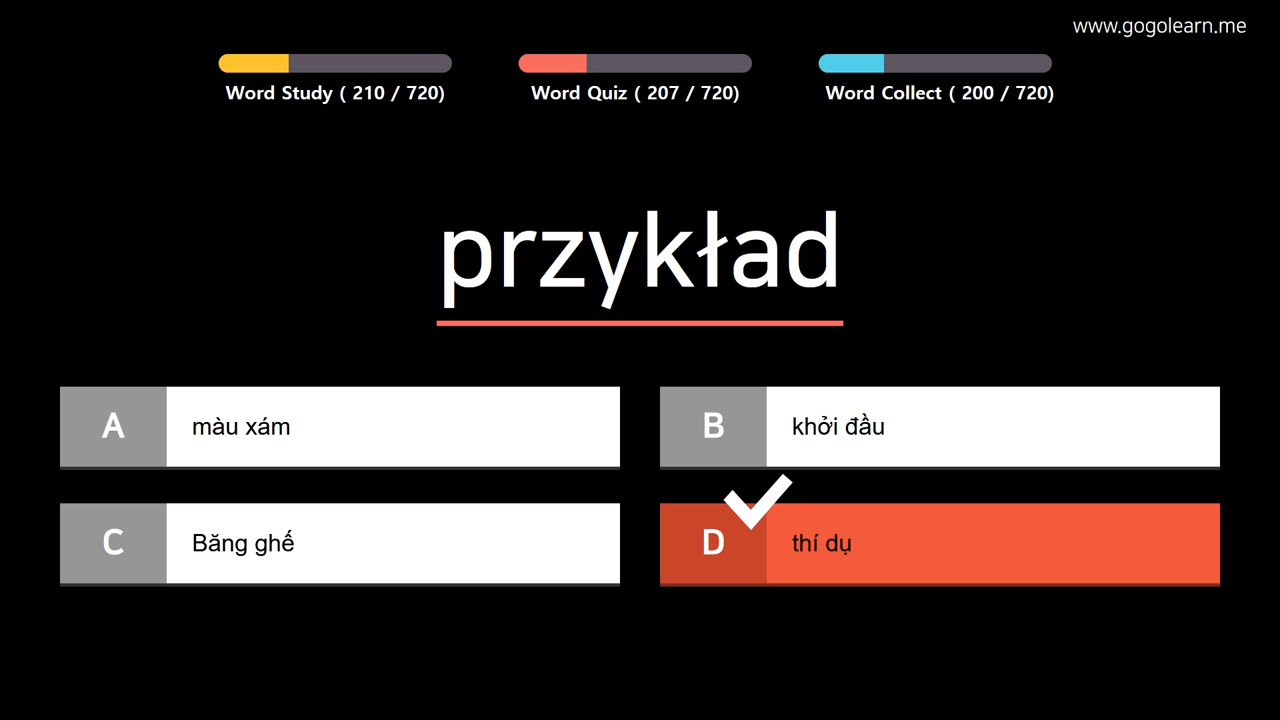 www.gogolearn.me
Word Study ( 210 / 720)
Word Quiz ( 207 / 720)
Word Collect ( 200 / 720)
przykład
A
màu xám
B
khởi đầu
C
Băng ghế
D
thí dụ